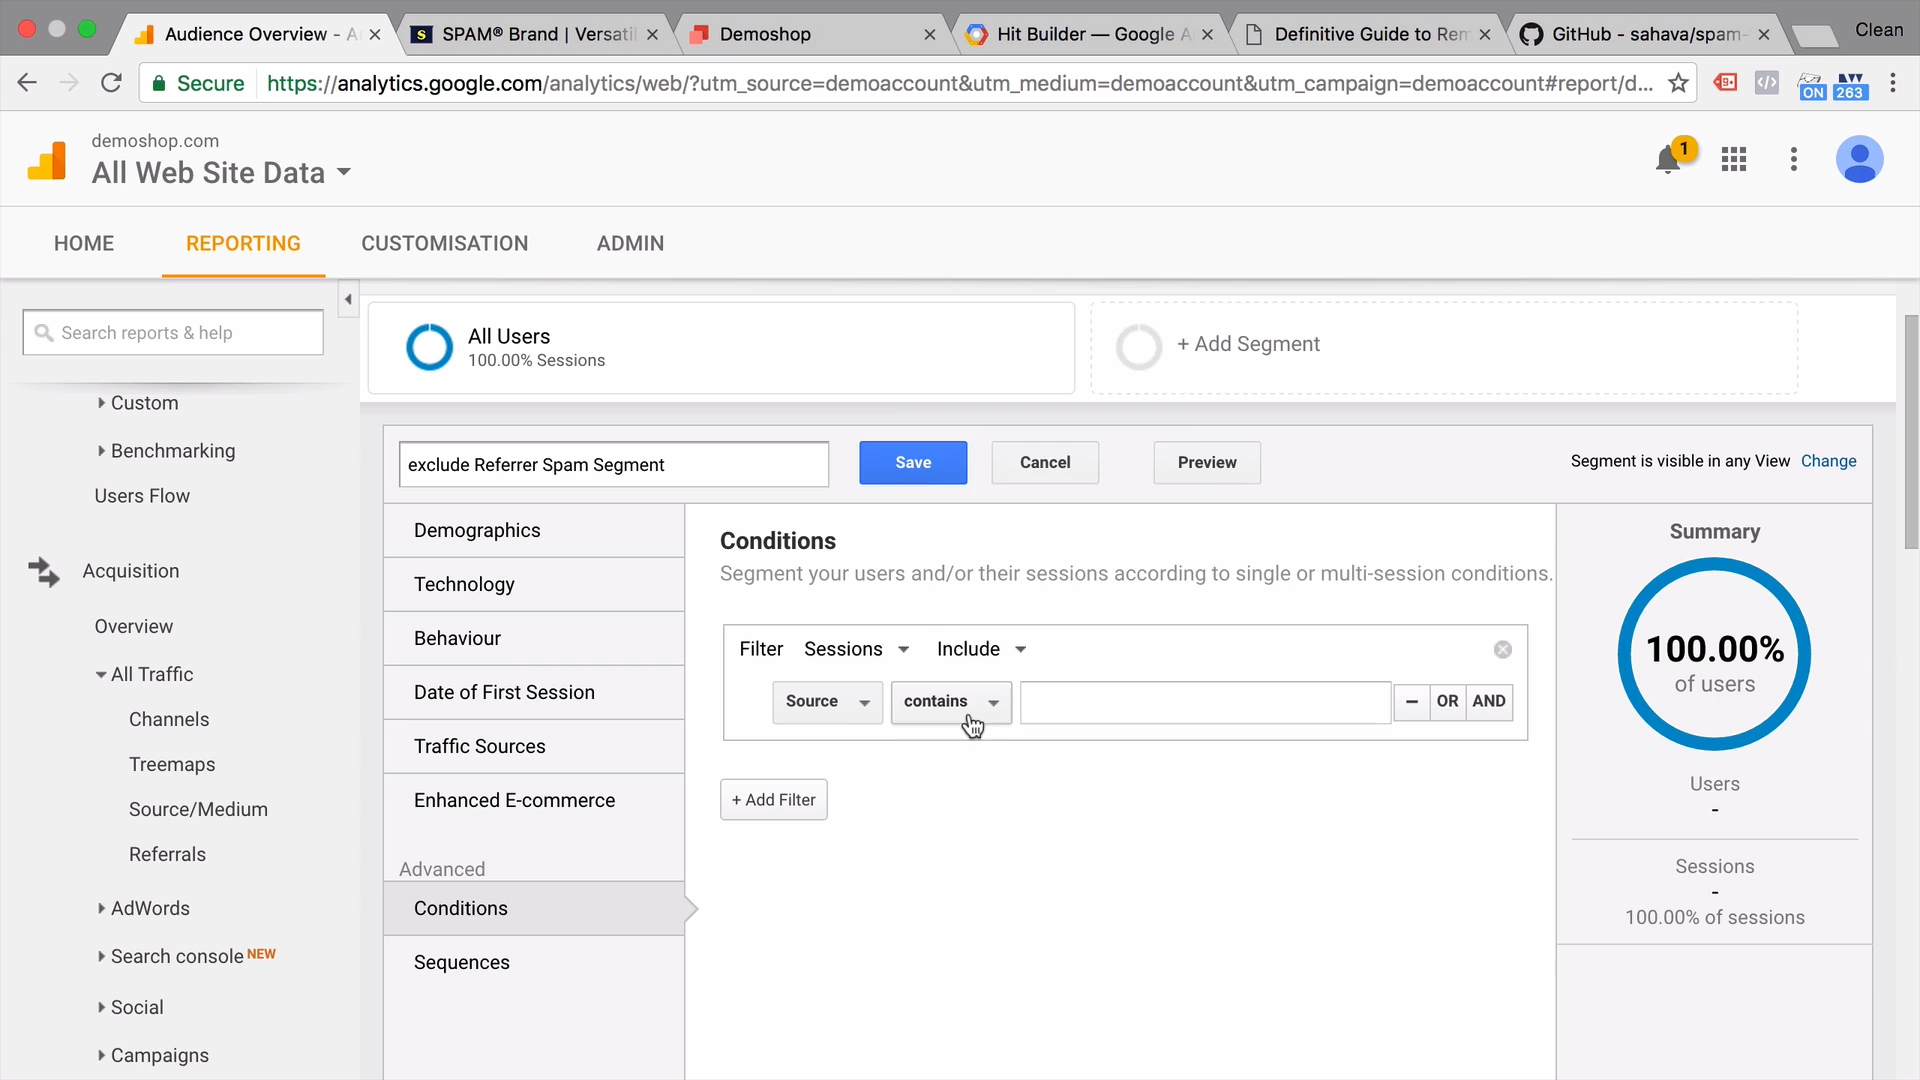 Audience Overview - A
SPAM® Brand | Versatil
Demoshop
Hit Builder — Google A
Definitive Guide to Rem
GitHub - sahava/spam-
Clean
Secure
https://analytics.google.com/analytics/web/?utm_source=demoaccount&utm_medium=demoaccount&utm_campaign=demoaccount#report/d...
ON
263
demoshop.com
All Web Site Data
1
HOME
REPORTING
CUSTOMISATION
ADMIN
Search reports & help
Custom
Benchmarking
Users Flow
Acquisition
Overview
All Traffic
Channels
Treemaps
Source/Medium
Referrals
AdWords
Search console NEW
Social
Campaigns
All Users
100.00% Sessions
+ Add Segment
exclude Referrer Spam Segment
Save
Cancel
Preview
Segment is visible in any View Change
Demographics
Technology
Behaviour
Date of First Session
Traffic Sources
Enhanced E-commerce
Advanced
Conditions
Sequences
Conditions
Segment your users and/or their sessions according to single or multi-session conditions.
Filter Sessions Include
Source contains – OR AND
+ Add Filter
Summary
100.00%
of users
Users
-
Sessions
-
100.00% of sessions